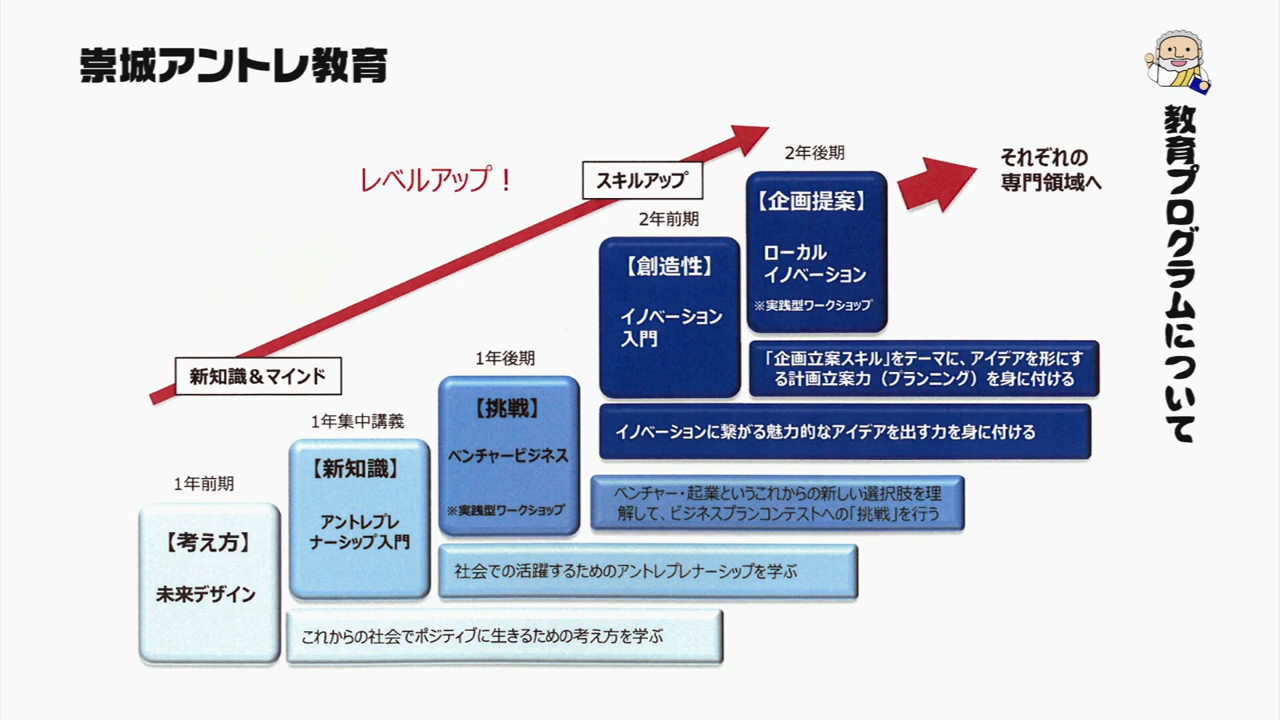 崇城アントレ教育
教育プログラムについて
レベルアップ！
スキルアップ
新知識＆マインド
それぞれの
専門領域へ
1年前期
【考え方】
未来デザイン
これからの社会でポジティブに生きるための考え方を学ぶ
1年集中講義
【新知識】
アントレプレ
ナーシップ入門
社会での活躍するためのアントレプレナーシップを学ぶ
1年後期
【挑戦】
ベンチャービジネス
※実践型ワークショップ
ベンチャー・起業というこれからの新しい選択肢を理
解して、ビジネスプランコンテストへの「挑戦」を行う
2年前期
【創造性】
イノベーション
入門
イノベーションに繋がる魅力的なアイデアを出す力を身に付ける
2年後期
【企画提案】
ローカル
イノベーション
※実践型ワークショップ
「企画立案スキル」をテーマに、アイデアを形にす
る計画立案力（プランニング）を身に付ける